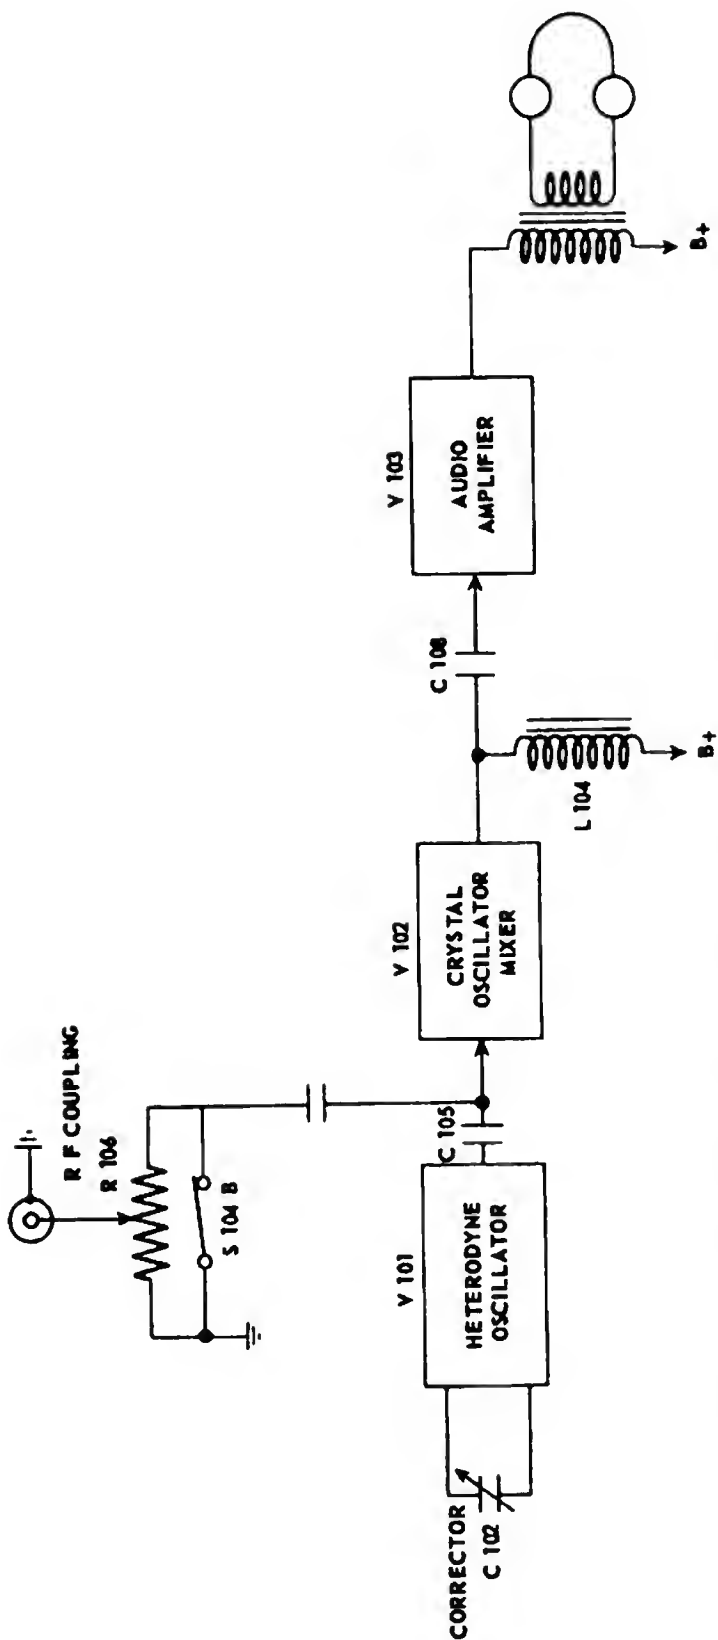 R F COUPLING
R 106
S 104 B
CORRECTOR
C 102
V 101
HETERODYNE
OSCILLATOR
C 105
V 102
CRYSTAL
OSCILLATOR
MIXER
L 104
B+
C 108
V 103
AUDIO
AMPLIFIER
B+